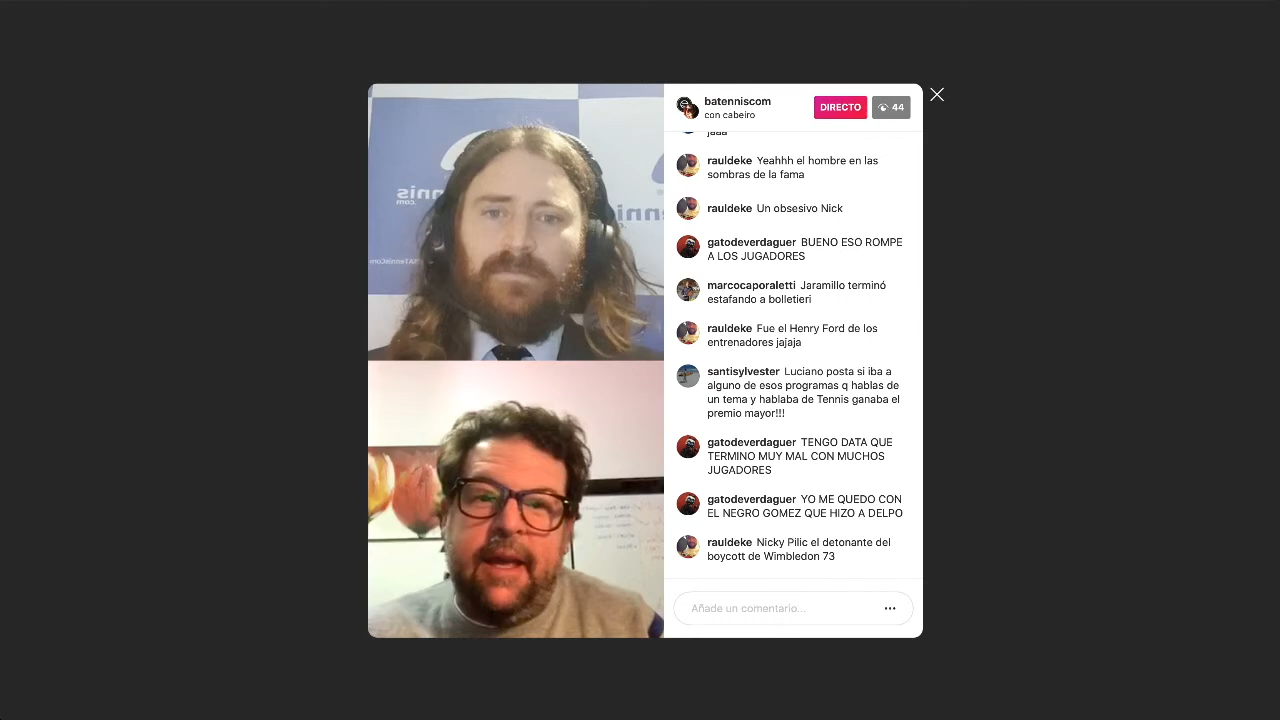 batenniscom
con cabeiro
DIRECTO
44
jaaa
rauldeke Yeahhh el hombre en las
sombras de la fama
rauldeke Un obsesivo Nick
gatodeverdaguer BUENO ESO ROMPE
A LOS JUGADORES
marcocaporaletti Jaramillo terminó
estafando a bolletieri
rauldeke Fue el Henry Ford de los
entrenadores jajaja
santisylvester Luciano posta si iba a
alguno de esos programas q hablas de
un tema y hablaba de Tennis ganaba el
premio mayor!!!
gatodeverdaguer TENGO DATA QUE
TERMINO MUY MAL CON MUCHOS
JUGADORES
gatodeverdaguer YO ME QUEDO CON
EL NEGRO GOMEZ QUE HIZO A DELPO
rauldeke Nicky Pilic el detonante del
boycott de Wimbledon 73
Añade un comentario...